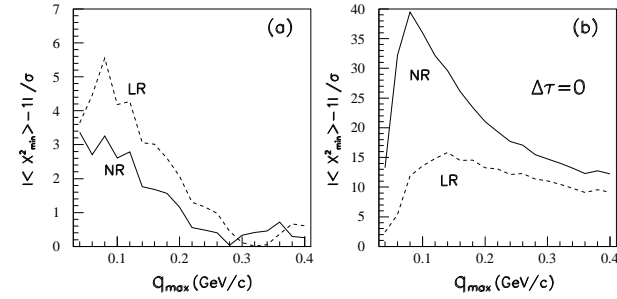 (a)
|< χ²min >−1| / σ
7
6
5
4
3
2
1
0
LR
NR
0.1 0.2 0.3 0.4
qmax (GeV/c)
(b)
|< χ²min >−1| / σ
40
35
30
25
20
15
10
5
0
NR
Δτ=0
LR
0.1 0.2 0.3 0.4
qmax (GeV/c)